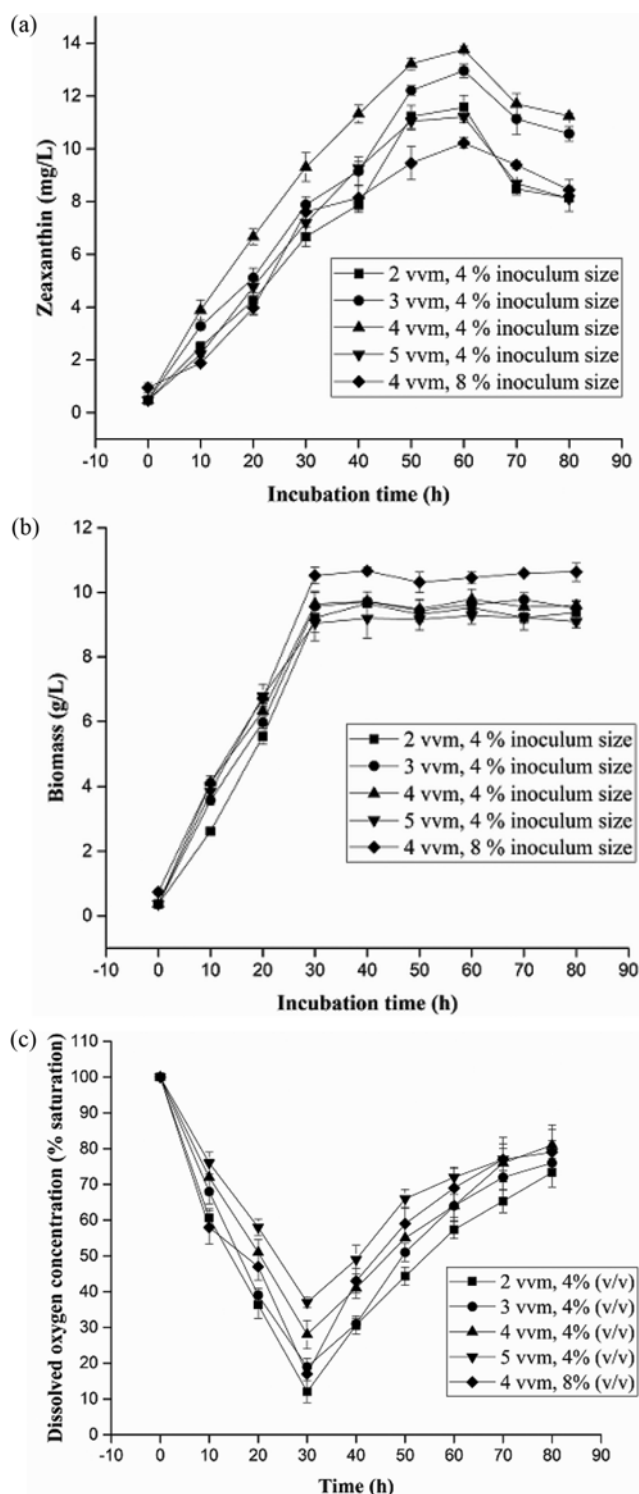 (a)
14
12
10
8
6
4
2
0
Zeaxanthin (mg/L)
2 vvm, 4 % inoculum size
3 vvm, 4 % inoculum size
4 vvm, 4 % inoculum size
5 vvm, 4 % inoculum size
4 vvm, 8 % inoculum size
-10 0 10 20 30 40 50 60 70 80 90
Incubation time (h)
(b)
12
10
8
6
4
2
0
Biomass (g/L)
2 vvm, 4 % inoculum size
3 vvm, 4 % inoculum size
4 vvm, 4 % inoculum size
5 vvm, 4 % inoculum size
4 vvm, 8 % inoculum size
-10 0 10 20 30 40 50 60 70 80 90
Incubation time (h)
(c)
110
100
90
80
70
60
50
40
30
20
10
0
Dissolved oxygen concentration (% saturation)
2 vvm, 4% (v/v)
3 vvm, 4% (v/v)
4 vvm, 4% (v/v)
5 vvm, 4% (v/v)
4 vvm, 8% (v/v)
-10 0 10 20 30 40 50 60 70 80 90
Time (h)